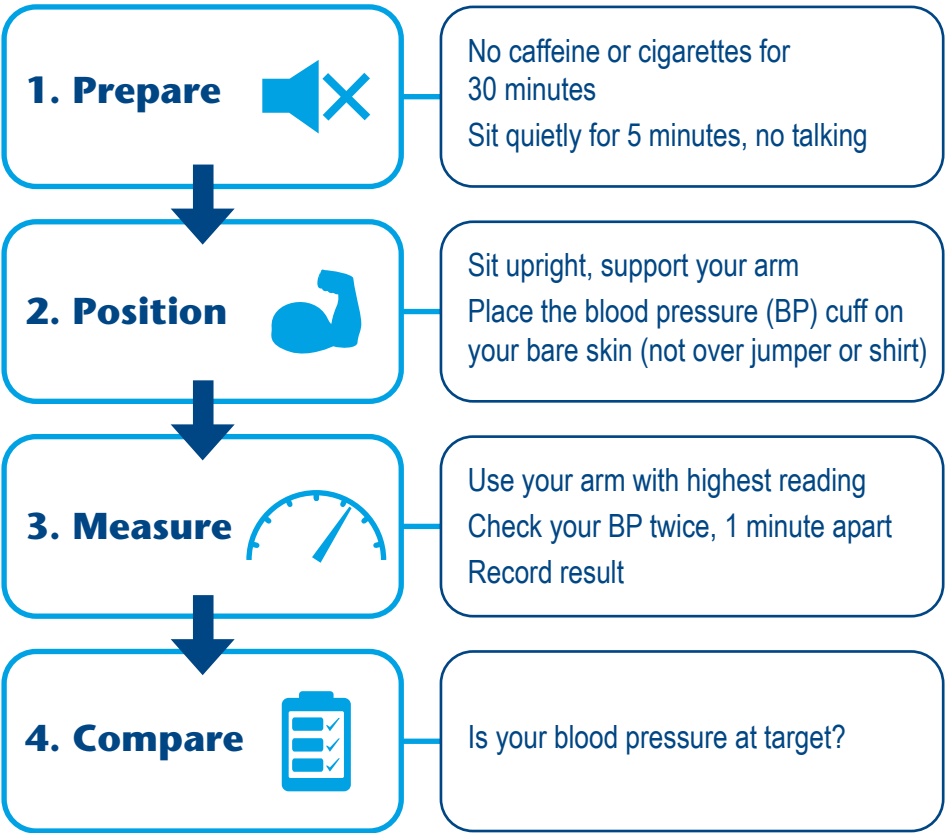 1. Prepare
No caffeine or cigarettes for
30 minutes
Sit quietly for 5 minutes, no talking
2. Position
Sit upright, support your arm
Place the blood pressure (BP) cuff on
your bare skin (not over jumper or shirt)
3. Measure
Use your arm with highest reading
Check your BP twice, 1 minute apart
Record result
4. Compare
Is your blood pressure at target?